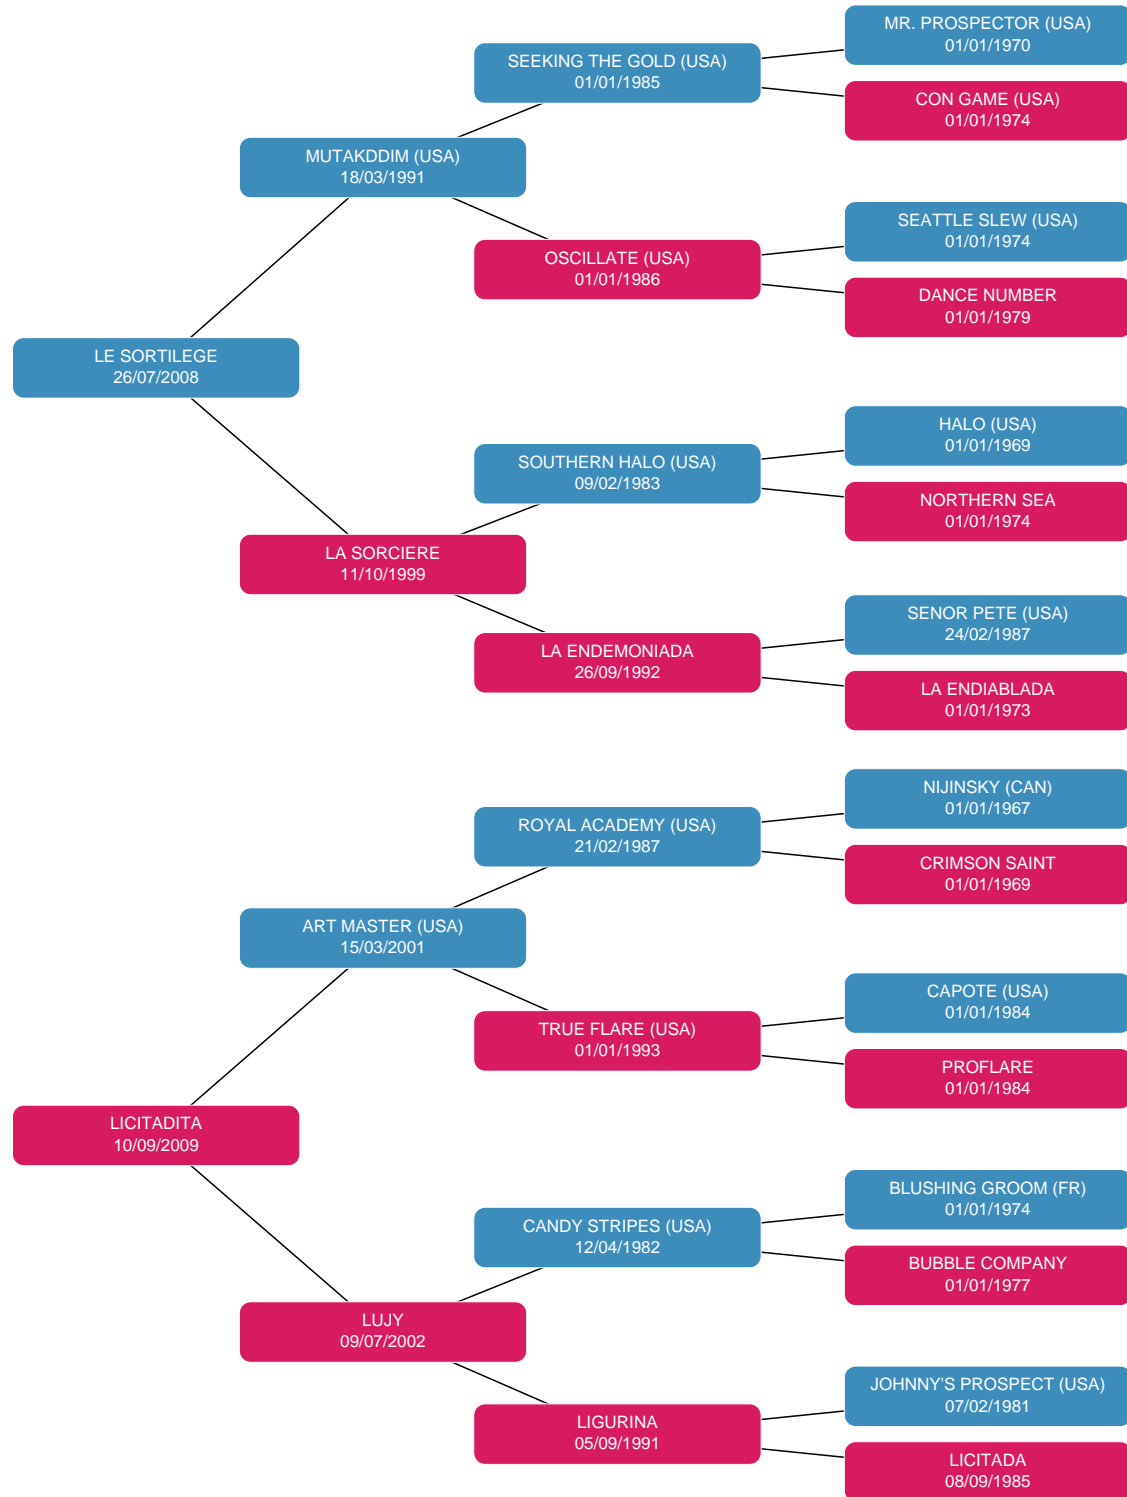 MR. PROSPECTOR (USA)
01/01/1970
SEEKING THE GOLD (USA)
01/01/1985
CON GAME (USA)
01/01/1974
MUTAKDDIM (USA)
18/03/1991
SEATTLE SLEW (USA)
01/01/1974
OSCILLATE (USA)
01/01/1986
DANCE NUMBER
01/01/1979
LE SORTILEGE
26/07/2008
HALO (USA)
01/01/1969
SOUTHERN HALO (USA)
09/02/1983
NORTHERN SEA
01/01/1974
LA SORCIERE
11/10/1999
SENOR PETE (USA)
24/02/1987
LA ENDEMONIADA
26/09/1992
LA ENDIABLADA
01/01/1973
NIJINSKY (CAN)
01/01/1967
ROYAL ACADEMY (USA)
21/02/1987
CRIMSON SAINT
01/01/1969
ART MASTER (USA)
15/03/2001
CAPOTE (USA)
01/01/1984
TRUE FLARE (USA)
01/01/1993
PROFLARE
01/01/1984
LICITADITA
10/09/2009
BLUSHING GROOM (FR)
01/01/1974
CANDY STRIPES (USA)
12/04/1982
BUBBLE COMPANY
01/01/1977
LUJY
09/07/2002
JOHNNY'S PROSPECT (USA)
07/02/1981
LIGURINA
05/09/1991
LICITADA
08/09/1985